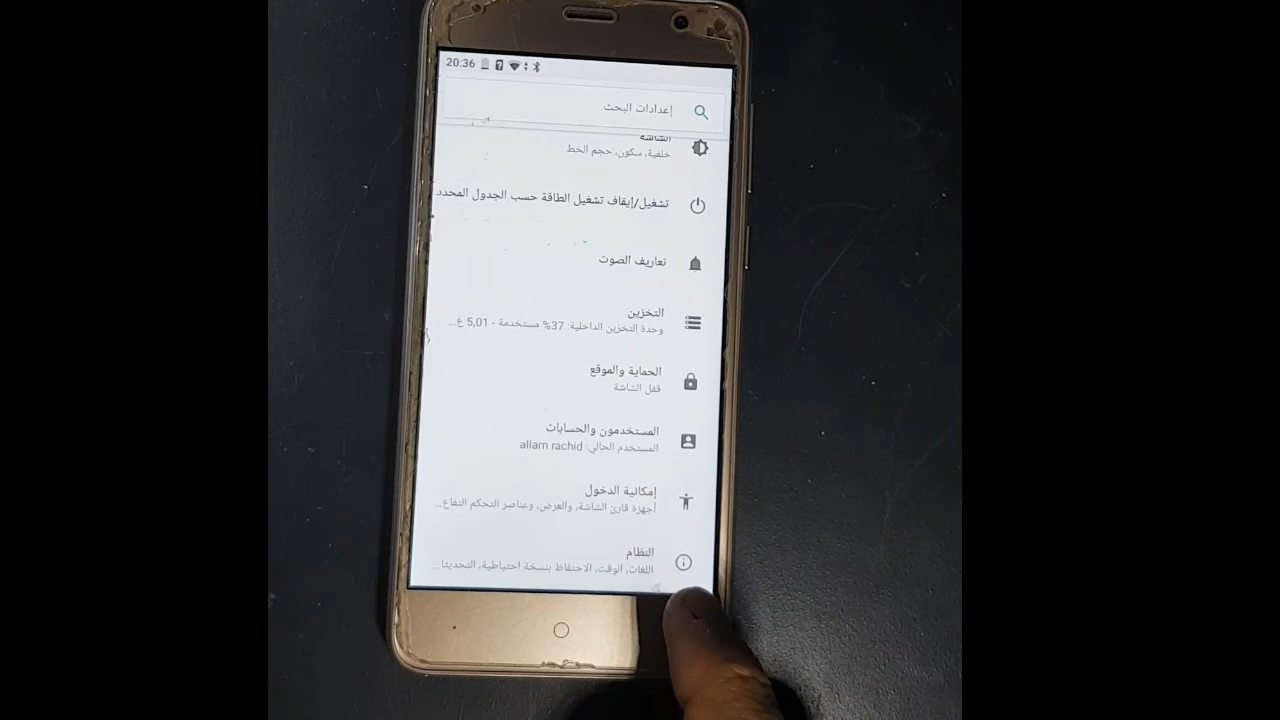 20:36
إعدادات البحث
الشاشة
خلفية، سكون، حجم الخط
تشغيل/إيقاف تشغيل الطاقة حسب الجدول المحدد
تعاريف الصوت
التخزين
وحدة التخزين الداخلية: 37% مستخدمة - 5,01 غ...
الحماية والموقع
قفل الشاشة
المستخدمون والحسابات
المستخدم الحالي: allam rachid
إمكانية الدخول
أجهزة قارئ الشاشة، والعرض، وعناصر التحكم التفاع...
النظام
اللغات، الوقت، الاحتفاظ بنسخة احتياطية، التحديثا...